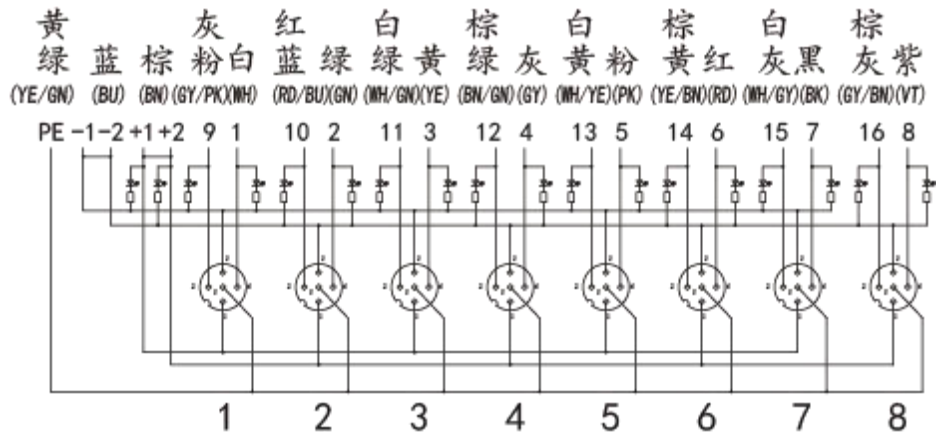 黄 灰 红 白 棕 白 棕 白 棕
绿 蓝 棕 粉白 蓝 绿 绿 黄 绿 灰 黄 粉 黄 红 灰 黑 灰 紫
(YE/GN) (BU) (BN) (GY/PK)(WH) (RD/BU)(GN) (WH/GN)(YE) (BN/GN)(GY) (WH/YE)(PK) (YE/BN)(RD) (WH/GY)(BK) (GY/BN)(VT)
PE -1 -2 +1 +2 9 1 10 2 11 3 12 4 13 5 14 6 15 7 16 8
1 2 3 4 5 6 7 8